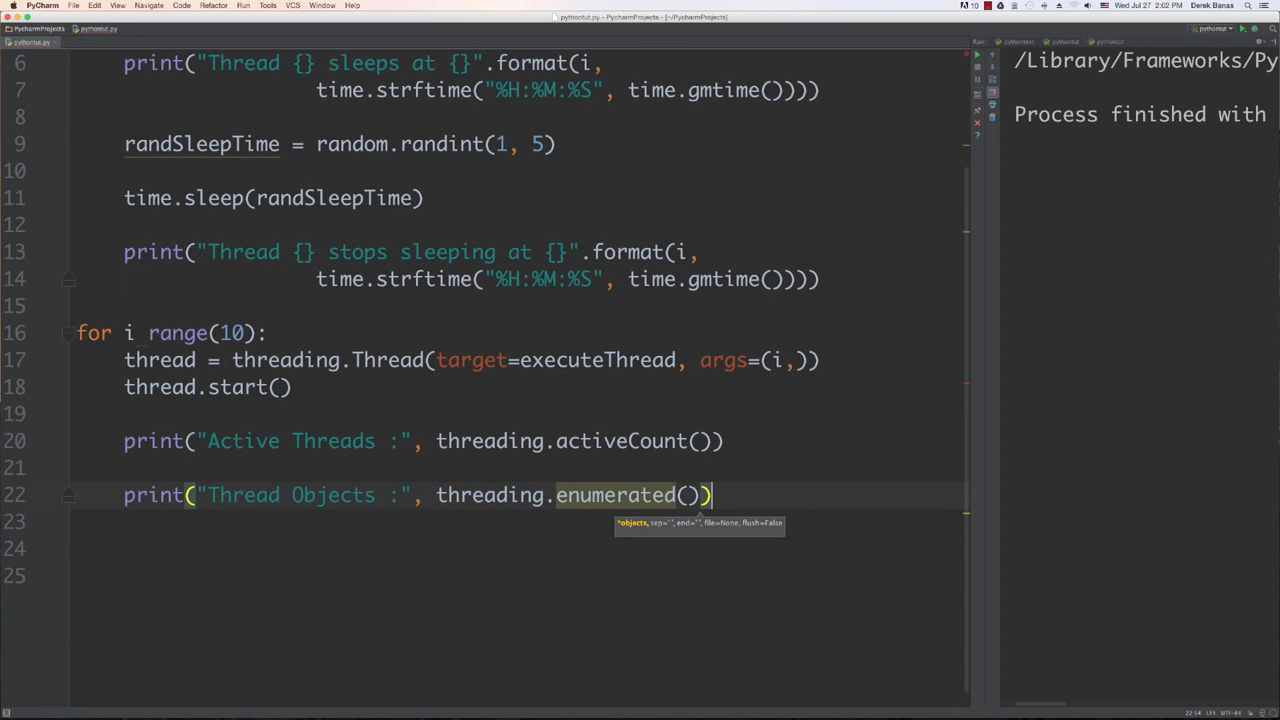 PyCharm File Edit View Navigate Code Refactor Run Tools VCS Window Help 10 Wed Jul 27 2:02 PM Derek Banas
pythontut.py - PycharmProjects - [~/PycharmProjects]
PycharmProjects pythontut.py pythontut
pythontut.py Run: pythontest pythontut pythontut
6 print("Thread {} sleeps at {}".format(i,
7 time.strftime("%H:%M:%S", time.gmtime())))
8
9 randSleepTime = random.randint(1, 5)
10
11 time.sleep(randSleepTime)
12
13 print("Thread {} stops sleeping at {}".format(i,
14 time.strftime("%H:%M:%S", time.gmtime())))
15
16 for i range(10):
17 thread = threading.Thread(target=executeThread, args=(i,))
18 thread.start()
19
20 print("Active Threads :", threading.activeCount())
21
22 print("Thread Objects :", threading.enumerated())
*objects, sep=' ', end=' ', file=None, flush=False
23
24
25
/Library/Frameworks/Py
Process finished with
22:54 LF‡ UTF-8‡